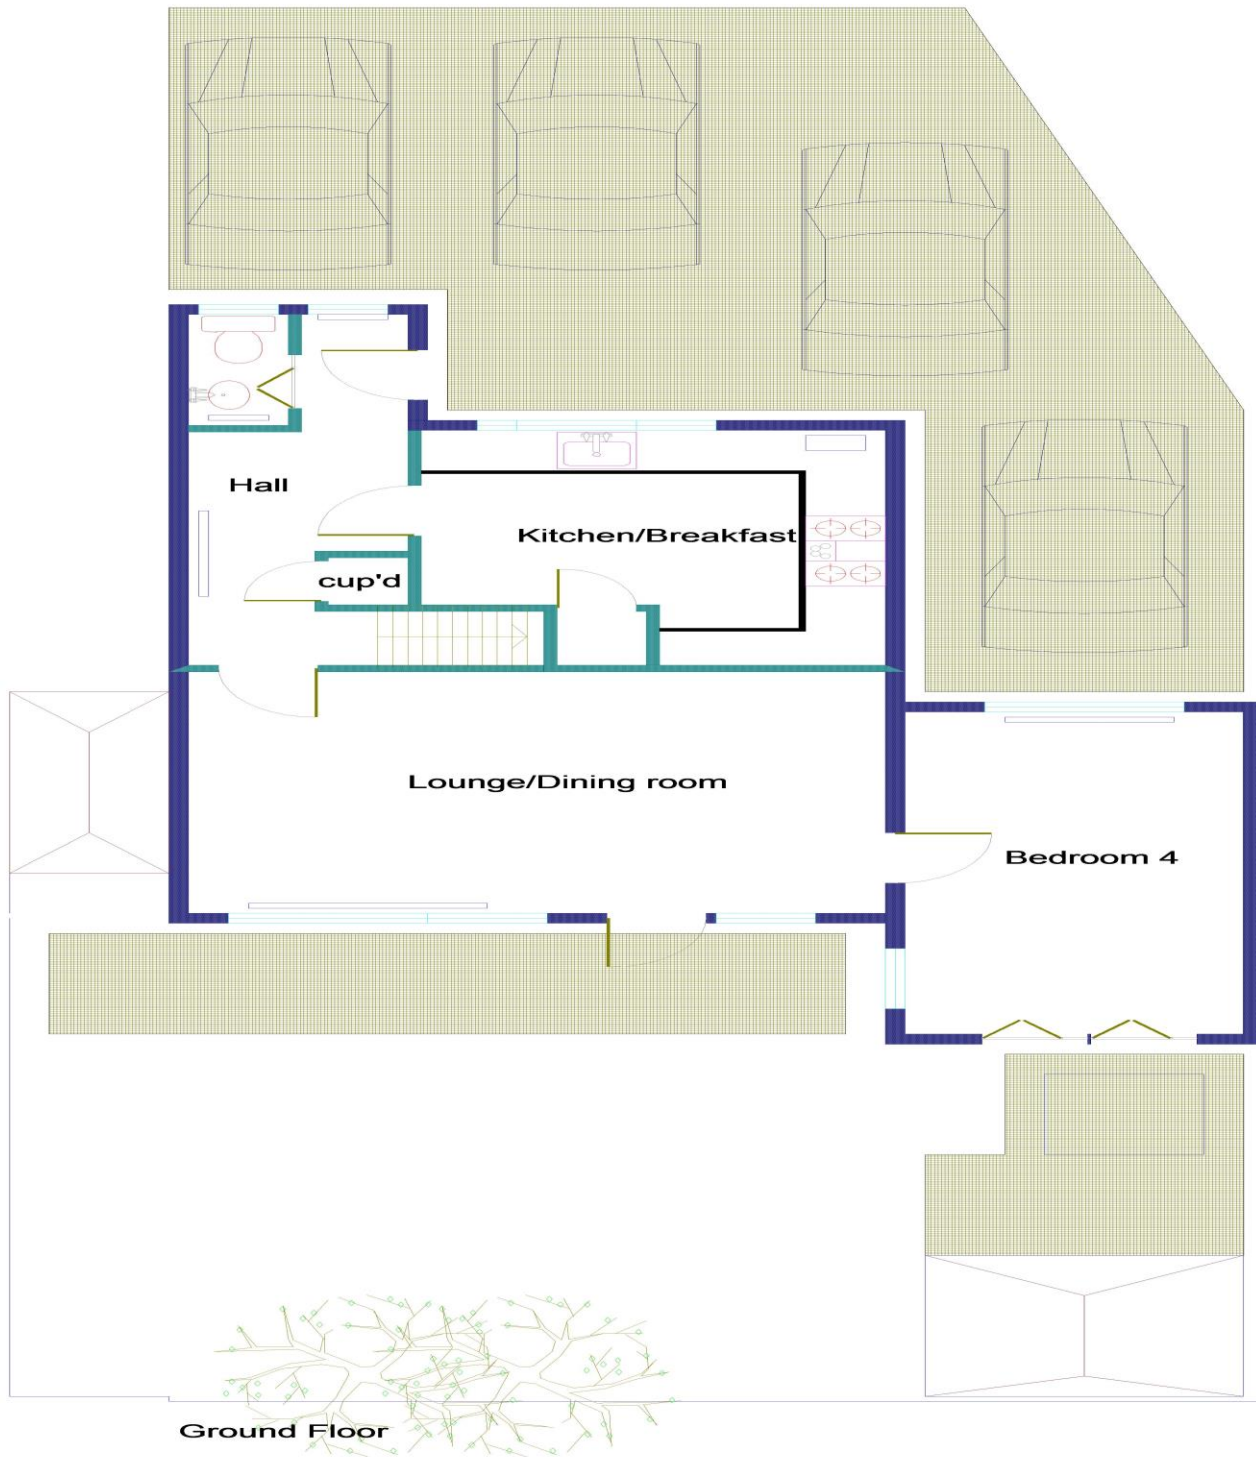 Hall
Kitchen/Breakfast
cup'd
Lounge/Dining room
Bedroom 4
Ground Floor